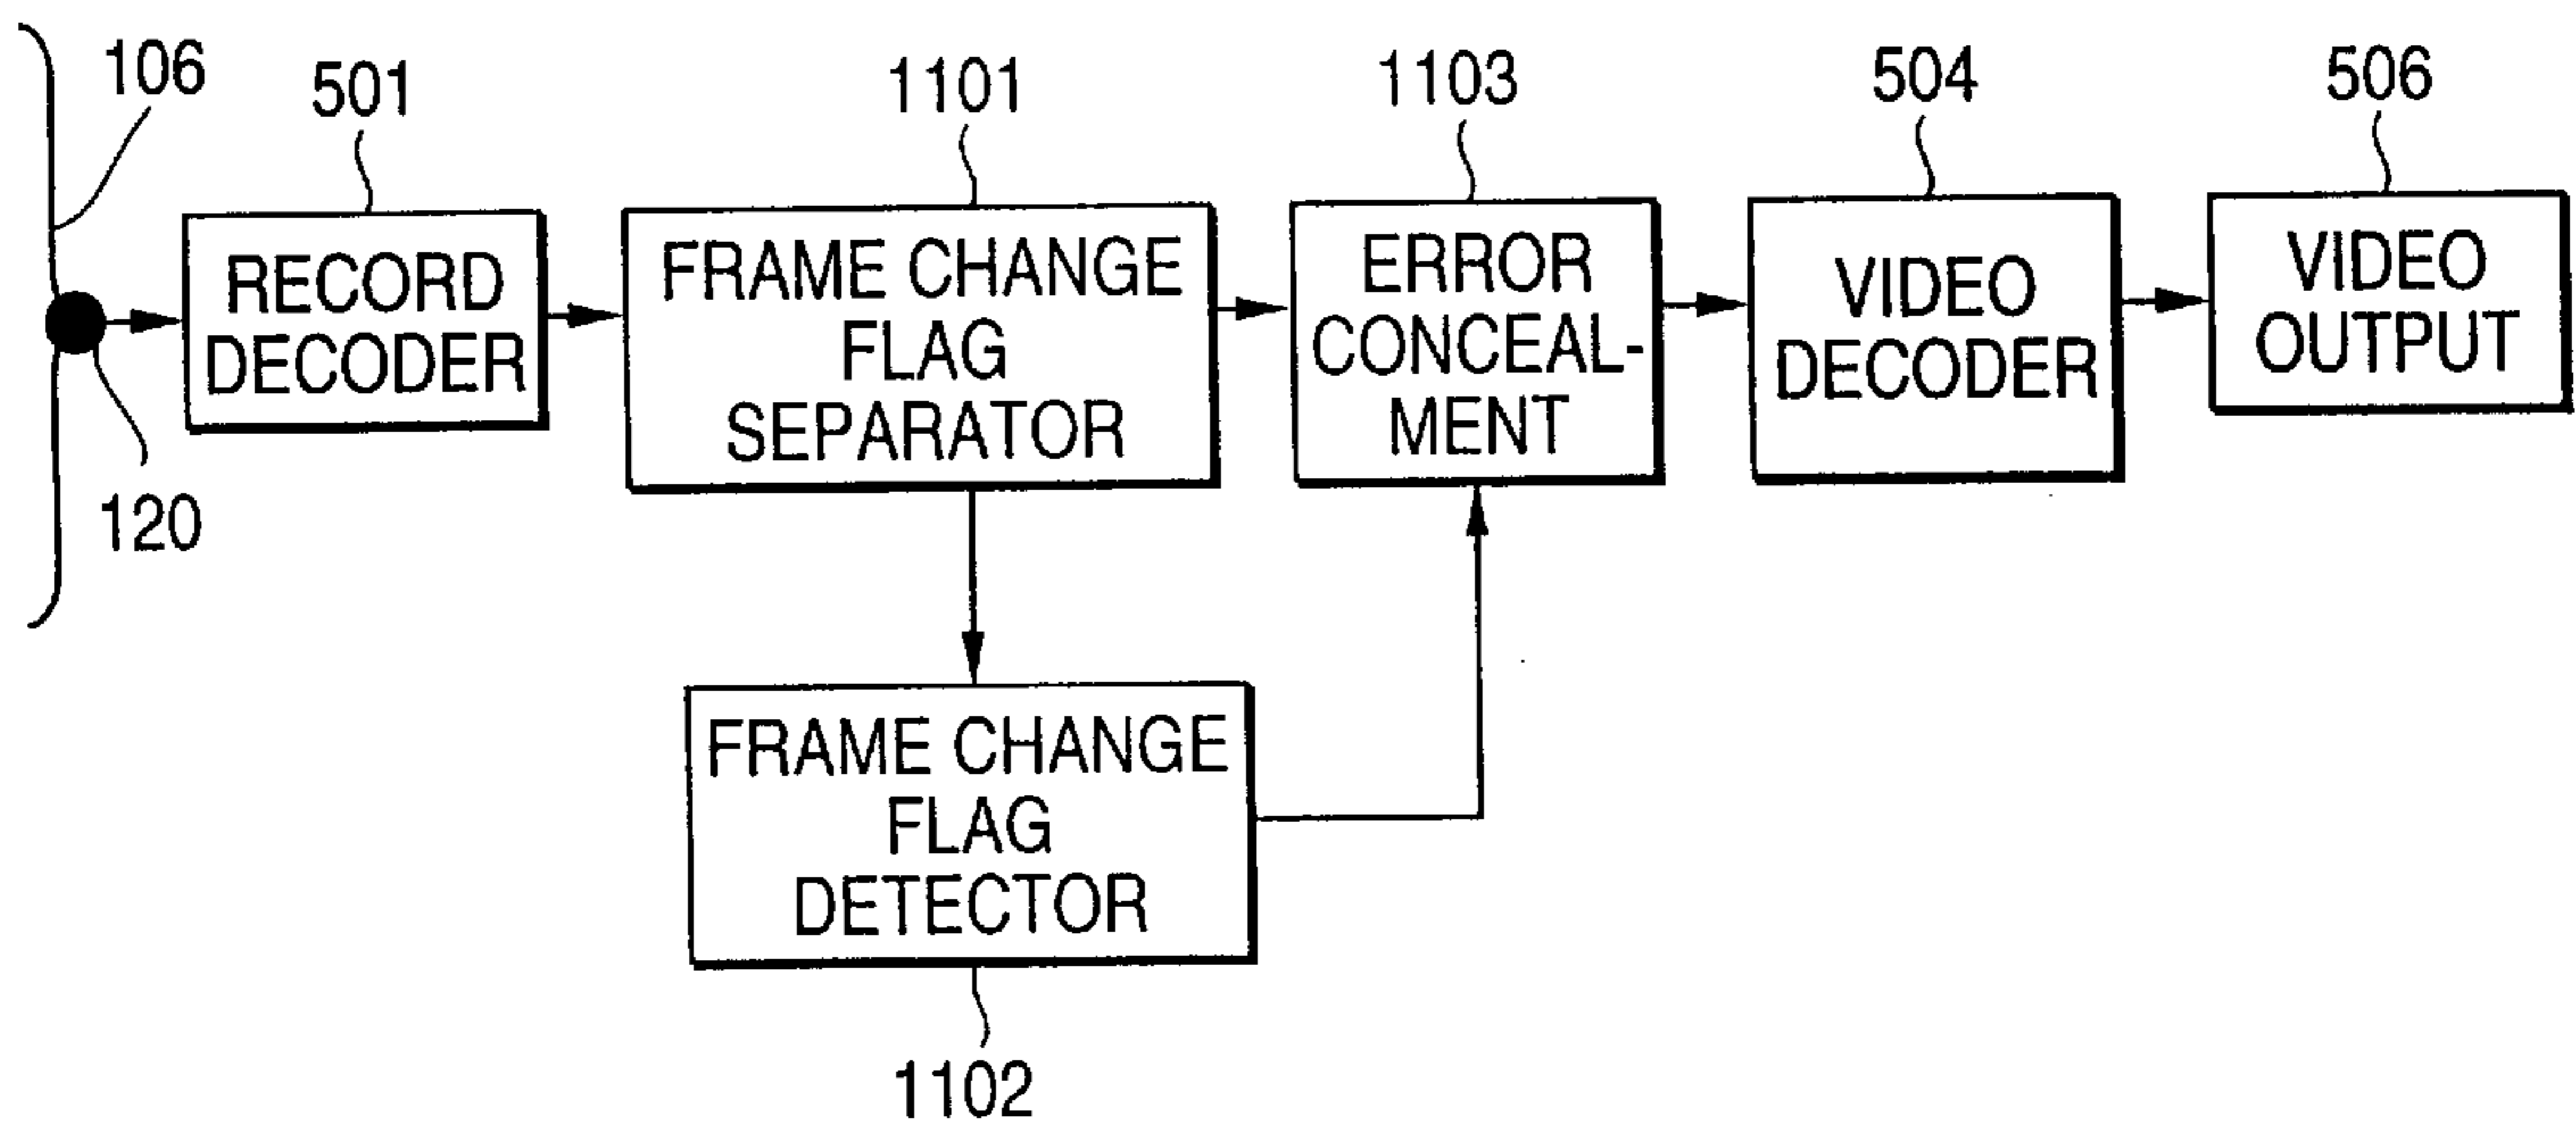 106
501
1101
1103
504
506
RECORD
DECODER
FRAME CHANGE
FLAG
SEPARATOR
ERROR
CONCEAL-
MENT
VIDEO
DECODER
VIDEO
OUTPUT
120
FRAME CHANGE
FLAG
DETECTOR
1102